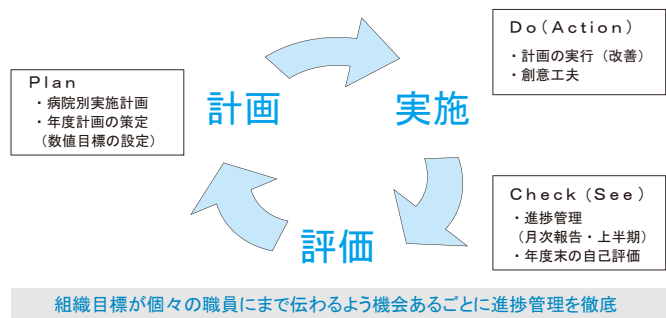 Do(Action)
・計画の実行（改善）
・創意工夫
Plan
・病院別実施計画
・年度計画の策定
（数値目標の設定）
計画
実施
Check(See)
・進捗管理
（月次報告・上半期）
・年度末の自己評価
評価
組織目標が個々の職員にまで伝わるよう機会あるごとに進捗管理を徹底